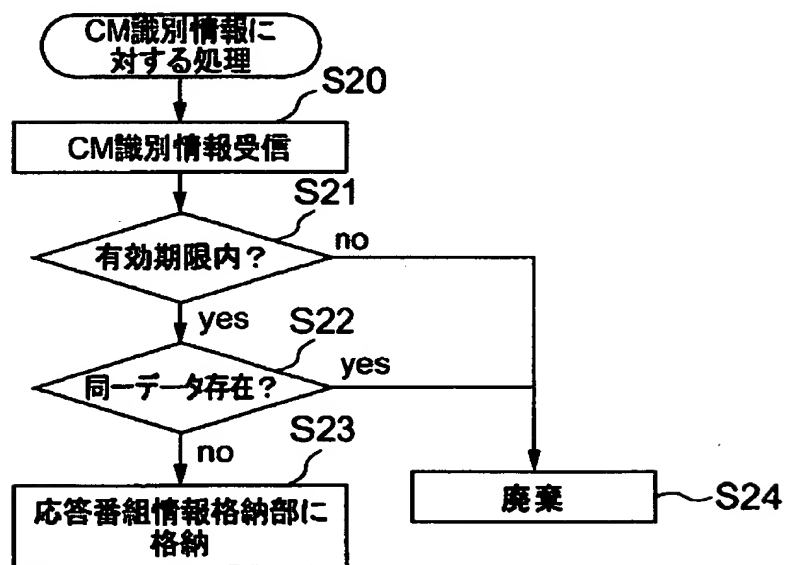 CM識別情報に
対する処理
S20
CM識別情報受信
S21
有効期限内?
no
yes
S22
同一データ存在?
yes
no
S23
応答番組情報格納部に
格納
廃棄
S24